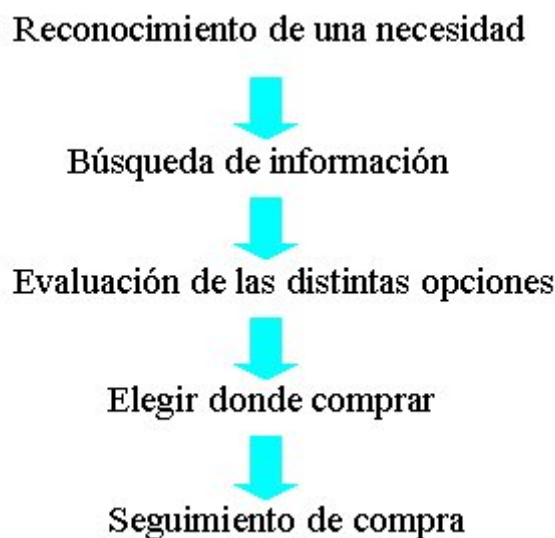 Reconocimiento de una necesidad
Búsqueda de información
Evaluación de las distintas opciones
Elegir donde comprar
Seguimiento de compra